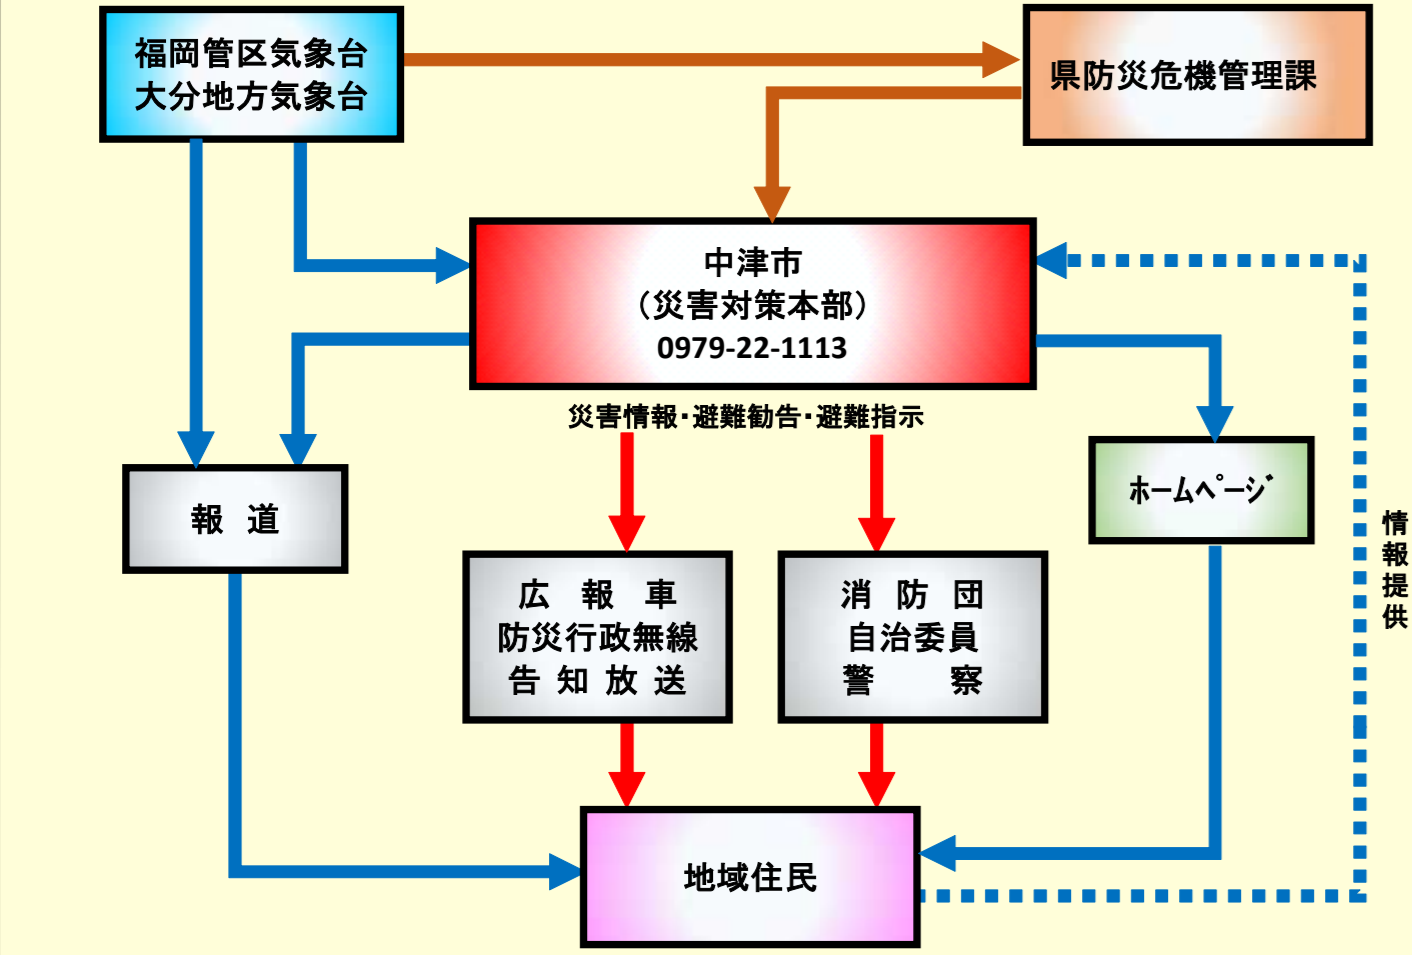 福岡管区気象台
大分地方気象台
県防災危機管理課
中津市
（災害対策本部）
0979-22-1113
災害情報・避難勧告・避難指示
報　道
ﾎｰﾑﾍﾟｰｼﾞ
広　報　車
防災行政無線
告 知 放 送
消　防　団
自治委員
警　　察
情報提供
地域住民